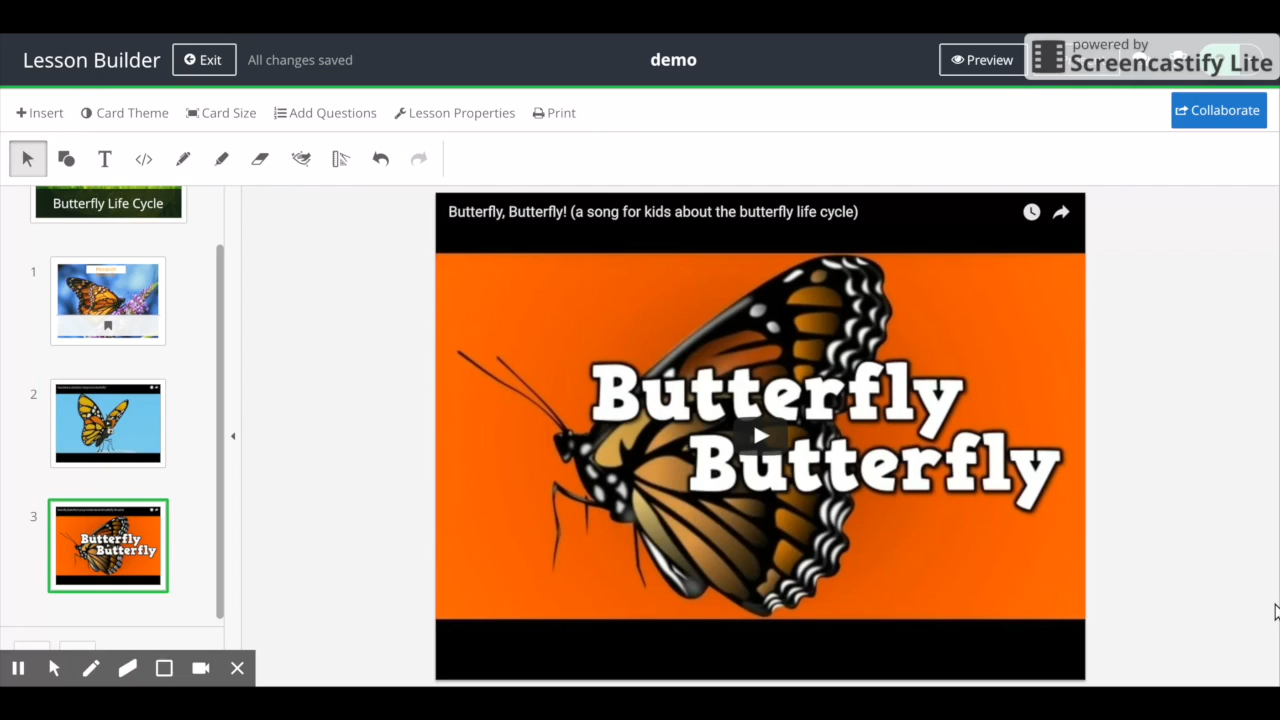 Lesson Builder
Exit
All changes saved
demo
Preview
powered by
Screencastify Lite
Insert
Card Theme
Card Size
Add Questions
Lesson Properties
Print
Collaborate
T
Butterfly Life Cycle
1
2
3
Butterfly
Butterfly
Butterfly, Butterfly! (a song for kids about the butterfly life cycle)
Butterfly
Butterfly